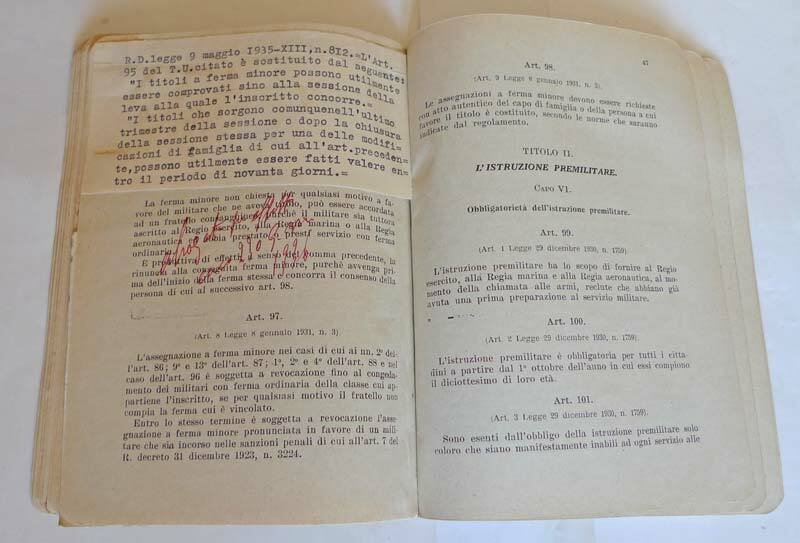 R.D.legge 9 maggio 1935-XIII,n.812.=L'Art.
95 del T.U.citato è sostituito dal seguente:
"I titoli a ferma minore possono utilmente
essere comprovati sino alla sessione della
leva alla quale l'inscritto concorre.=
"I titoli che sorgono comunquenell'ultimo
trimestre della sessione o dopo la chiusura
della sessione stessa per una delle modifi-
cazioni di famiglia di cui all'art.preceden=
te,possono utilmente essere fatti valere en=
tro il periodo di novanta giorni.=
La ferma minore non chiesta per qualsiasi motivo a fa-
vore del militare che ne aveva titolo, può essere accordata
ad un fratello consanguineo purchè il militare sia tuttora
ascritto al Regio esercito, alla Regia marina o alla Regia
aeronautica prestato o presti servizio con ferma
ordinaria.
E produttiva di effetti, a senso del comma precedente, la
rinuncia alla conseguita ferma minore, purchè avvenga pri-
ma dell'inizio della ferma stessa e concorra il consenso della
persona di cui al successivo art. 98.
Art. 97.
(Art. 8 Legge 8 gennaio 1931, n. 3)
L'assegnazione a ferma minore nei casi di cui ai nn. 2° del-
l'art. 86; 9° e 13° dell'art. 87; 1°, 2° e 4° dell'art. 88 e nel
caso dell'art. 96 è soggetta a revocazione fino al congeda-
mento dei militari con ferma ordinaria della classe cui ap-
partiene l'inscritto, se per qualsiasi motivo il fratello non
compia la ferma cui è vincolato.
Entro lo stesso termine è soggetta a revocazione l'asse-
gnazione a ferma minore pronunciata in favore di un mili-
tare che sia incorso nelle sanzioni penali di cui all'art. 7 del
R. decreto 31 dicembre 1923, n. 3224.
47
Art. 98.
(Art. 9 Legge 8 gennaio 1931, n. 3)
Le assegnazioni a ferma minore devono essere richieste
con atto autentico del capo di famiglia o della persona a cui
favore il titolo è costituito, secondo le norme che saranno
indicate dal regolamento.
TITOLO II.
L'ISTRUZIONE PREMILITARE.
CAPO VI.
Obbligatorietà dell'istruzione premilitare.
Art. 99.
(Art. 1 Legge 29 dicembre 1930, n. 1759)
L'istruzione premilitare ha lo scopo di fornire al Regio
esercito, alla Regia marina e alla Regia aeronautica, al mo-
mento della chiamata alle armi, reclute che abbiano già
avuta una prima preparazione al servizio militare.
Art. 100.
(Art. 2 Legge 29 dicembre 1930, n. 1759)
L'istruzione premilitare è obbligatoria per tutti i citta-
dini a partire dal 1° ottobre dell'anno in cui essi compiono
il diciottesimo di loro età.
Art. 101.
(Art. 3 Legge 29 dicembre 1930, n. 1759).
Sono esenti dall'obbligo della istruzione premilitare solo
coloro che siano manifestamente inabili ad ogni servizio alle